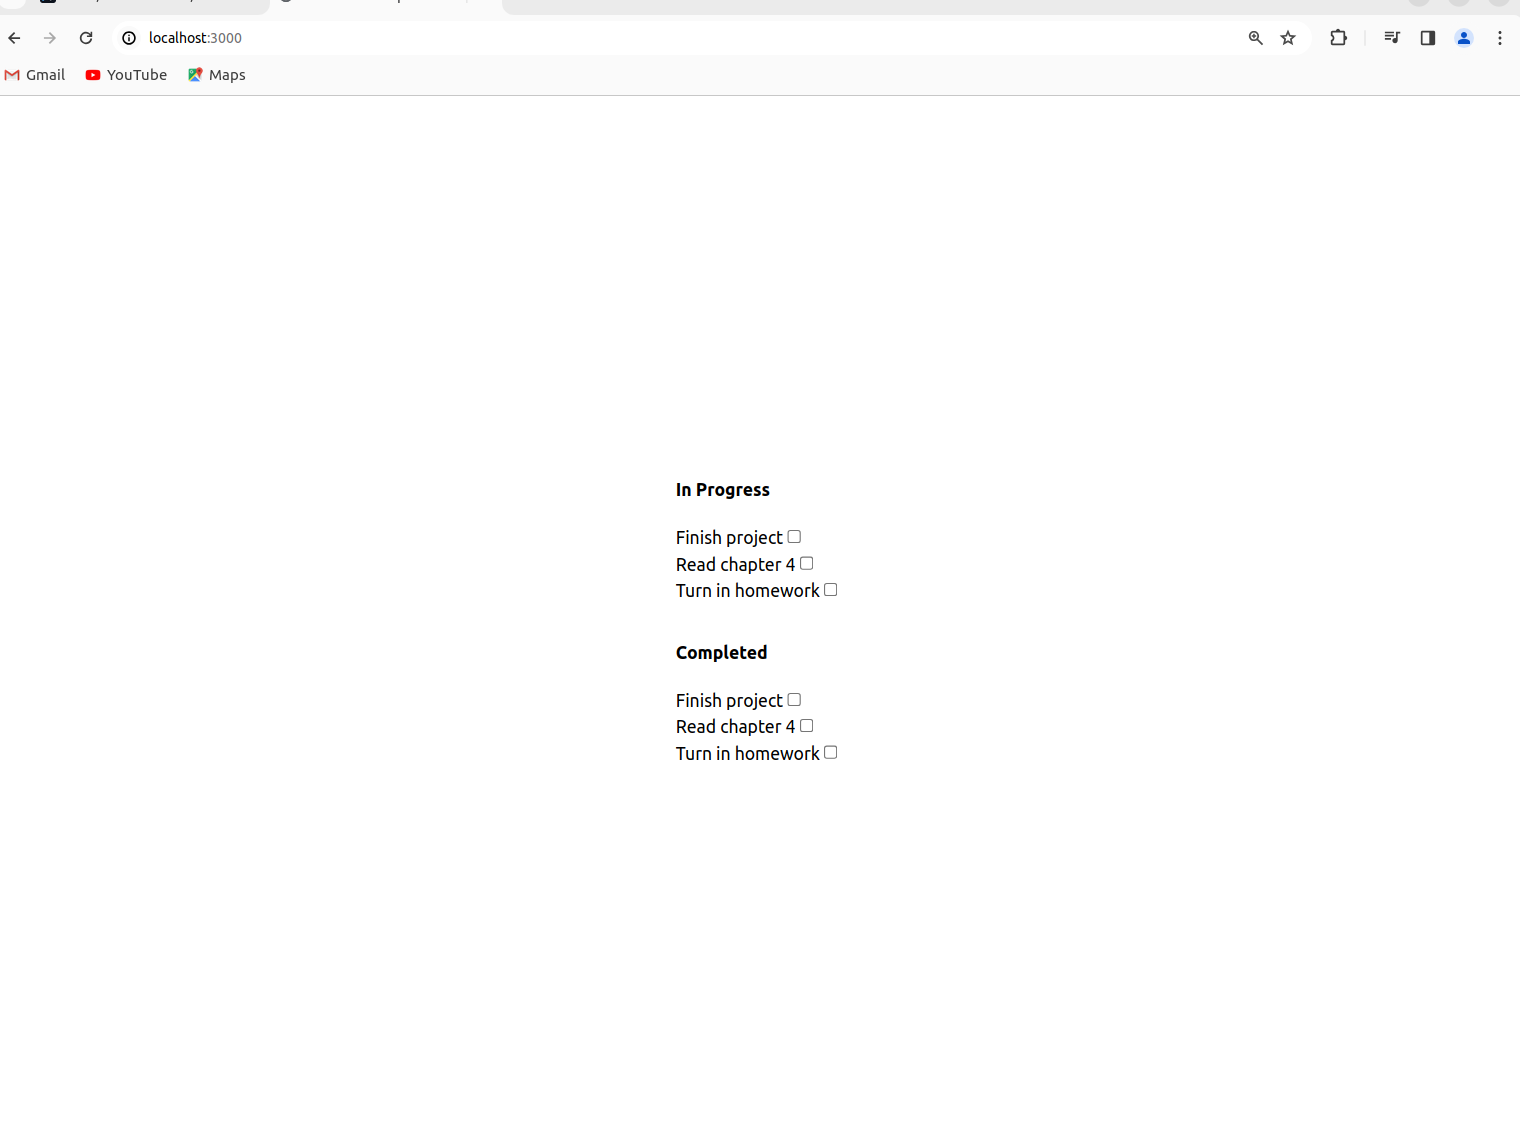 localhost:3000
Gmail YouTube Maps
In Progress
Finish project
Read chapter 4
Turn in homework
Completed
Finish project
Read chapter 4
Turn in homework